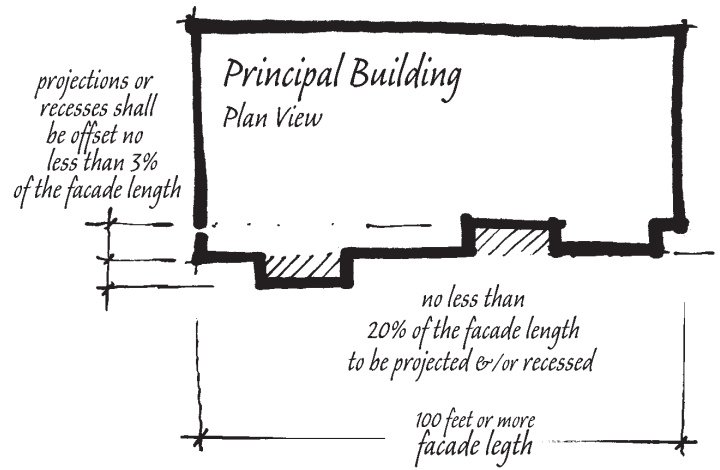 Principal Building
Plan View
projections or
recesses shall
be offset no
less than 3%
of the facade length
no less than
20% of the facade length
to be projected &/or recessed
100 feet or more
facade legth